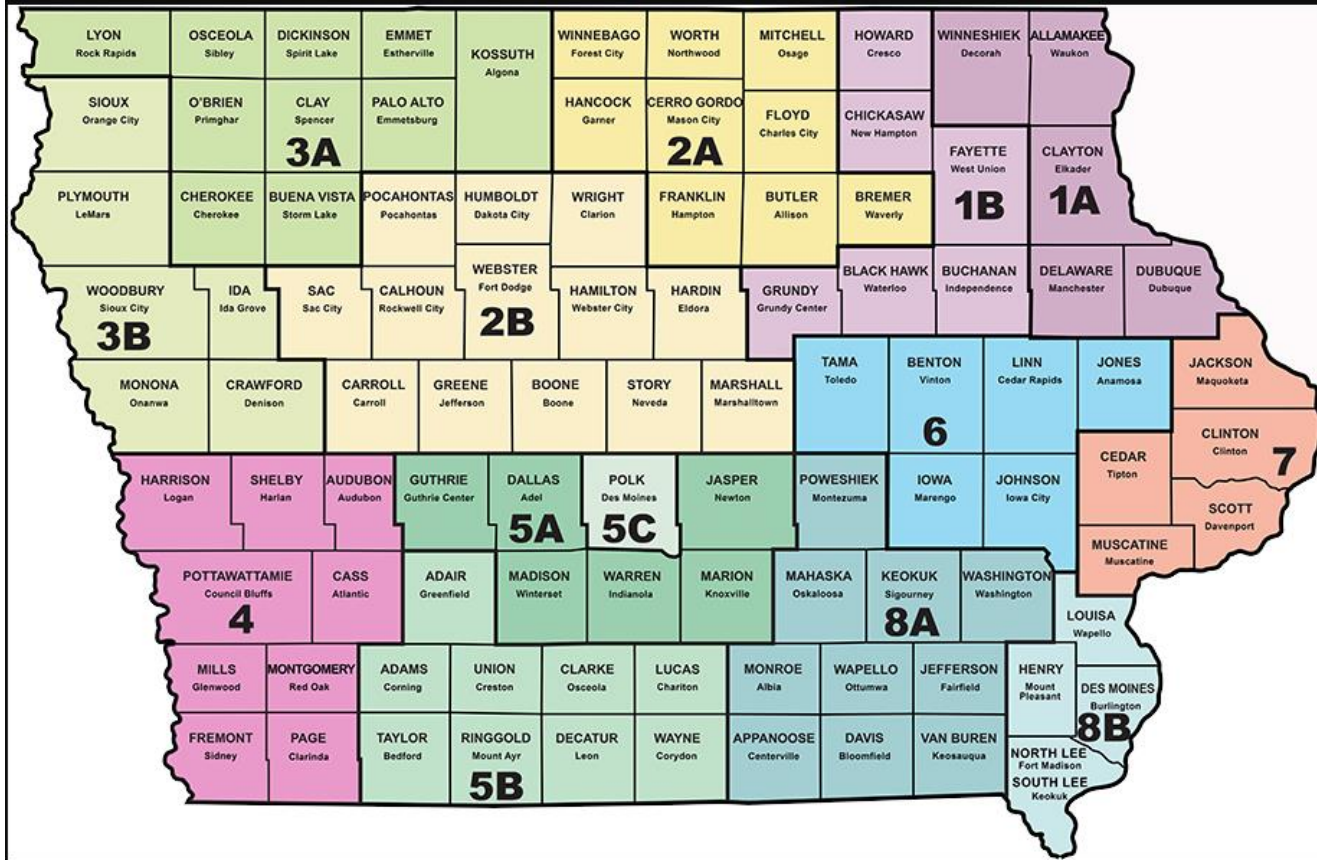 LYON
Rock Rapids
OSCEOLA
Sibley
DICKINSON
Spirit Lake
EMMET
Estherville
KOSSUTH
Algona
WINNEBAGO
Forest City
WORTH
Northwood
MITCHELL
Osage
HOWARD
Cresco
WINNESHIEK
Decorah
ALLAMAKEE
Waukon
SIOUX
Orange City
O'BRIEN
Primghar
CLAY
Spencer
3A
PALO ALTO
Emmetsburg
HANCOCK
Garner
CERRO GORDO
Mason City
2A
FLOYD
Charles City
CHICKASAW
New Hampton
FAYETTE
West Union
1B
CLAYTON
Elkader
1A
PLYMOUTH
LeMars
CHEROKEE
Cherokee
BUENA VISTA
Storm Lake
POCAHONTAS
Pocahontas
HUMBOLDT
Dakota City
WRIGHT
Clarion
FRANKLIN
Hampton
BUTLER
Allison
BREMER
Waverly
WOODBURY
Sioux City
3B
IDA
Ida Grove
SAC
Sac City
CALHOUN
Rockwell City
WEBSTER
Fort Dodge
2B
HAMILTON
Webster City
HARDIN
Eldora
GRUNDY
Grundy Center
BLACK HAWK
Waterloo
BUCHANAN
Independence
DELAWARE
Manchester
DUBUQUE
Dubuque
MONONA
Onanwa
CRAWFORD
Denison
CARROLL
Carroll
GREENE
Jefferson
BOONE
Boone
STORY
Neveda
MARSHALL
Marshalltown
TAMA
Toledo
BENTON
Vinton
6
LINN
Cedar Rapids
JONES
Anamosa
JACKSON
Maquoketa
CLINTON
Clinton
7
HARRISON
Logan
SHELBY
Harlan
AUDUBON
Audubon
GUTHRIE
Guthrie Center
DALLAS
Adel
5A
POLK
Des Moines
5C
JASPER
Newton
POWESHIEK
Montezuma
IOWA
Marengo
JOHNSON
Iowa City
CEDAR
Tipton
SCOTT
Davenport
MUSCATINE
Muscatine
POTTAWATTAMIE
Council Bluffs
4
CASS
Atlantic
ADAIR
Greenfield
MADISON
Winterset
WARREN
Indianola
MARION
Knoxville
MAHASKA
Oskaloosa
KEOKUK
Sigourney
8A
WASHINGTON
Washington
LOUISA
Wapello
MILLS
Glenwood
MONTGOMERY
Red Oak
ADAMS
Corning
UNION
Creston
CLARKE
Osceola
LUCAS
Chariton
MONROE
Albia
WAPELLO
Ottumwa
JEFFERSON
Fairfield
HENRY
Mount
Pleasant
DES MOINES
Burlington
8B
FREMONT
Sidney
PAGE
Clarinda
TAYLOR
Bedford
RINGGOLD
Mount Ayr
5B
DECATUR
Leon
WAYNE
Corydon
APPANOOSE
Centerville
DAVIS
Bloomfield
VAN BUREN
Keosauqua
NORTH LEE
Fort Madison
SOUTH LEE
Keokuk